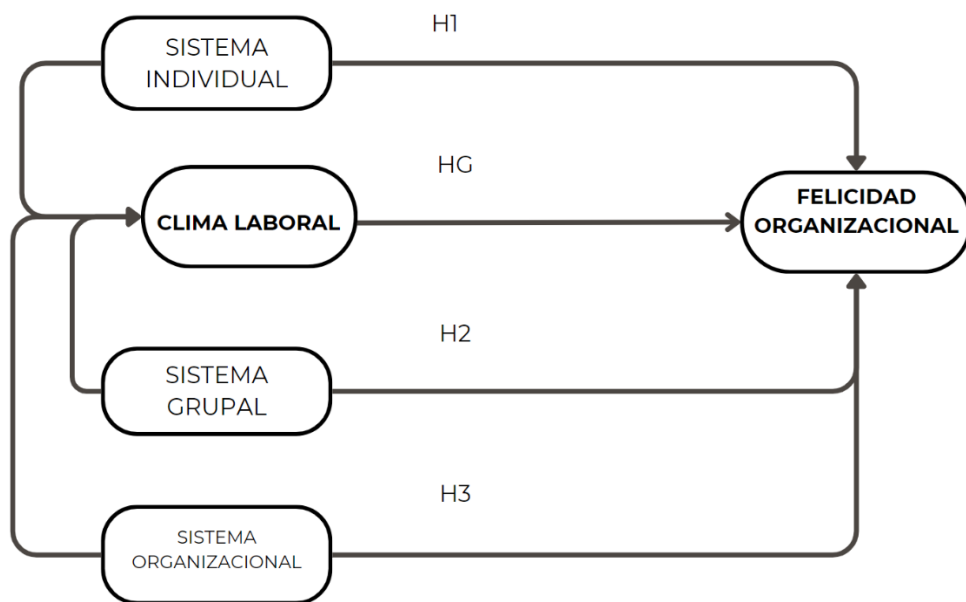 H1
SISTEMA
INDIVIDUAL
HG
CLIMA LABORAL
FELICIDAD
ORGANIZACIONAL
H2
SISTEMA
GRUPAL
H3
SISTEMA
ORGANIZACIONAL